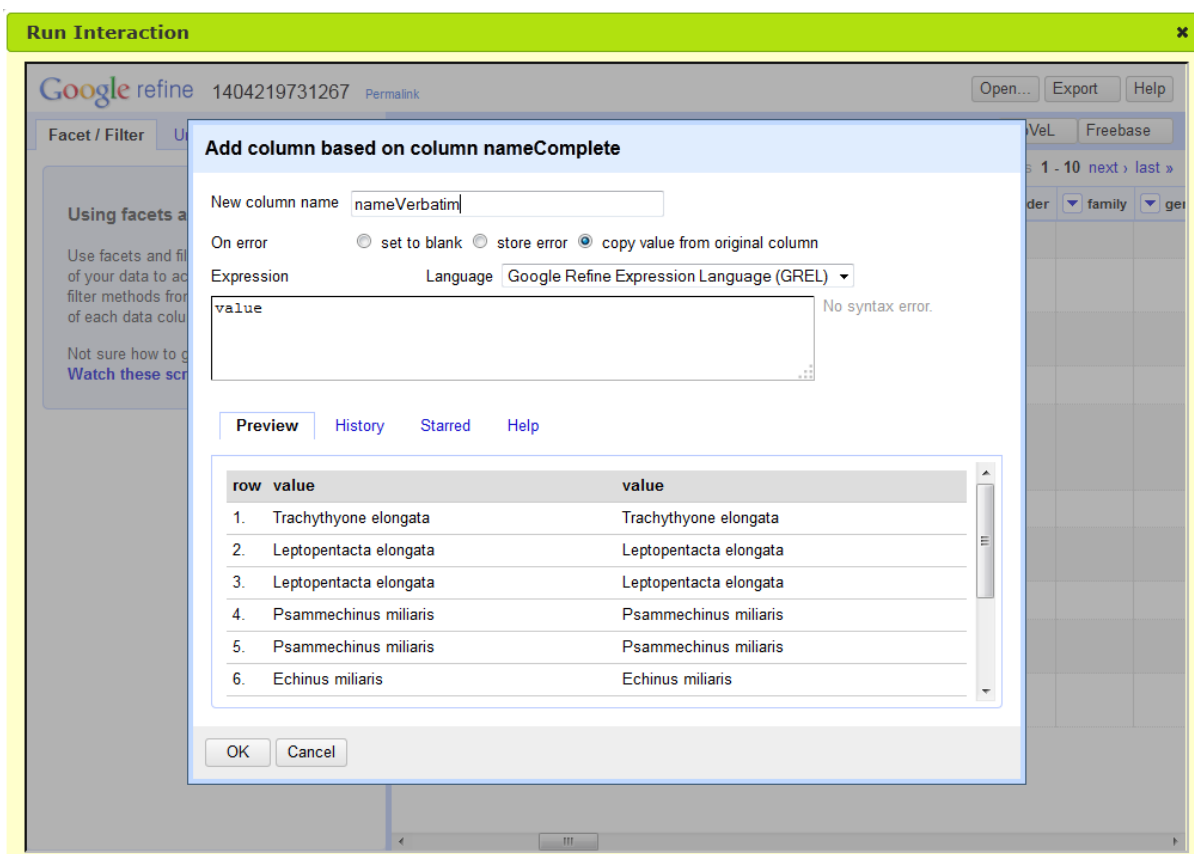 Run Interaction
Google refine 1404219731267 Permalink Open... Export Help
Facet / Filter VeL Freebase
1 - 10 next › last »
family
Using facets a
Use facets and fil
of your data to ac
filter methods from
of each data colu
Not sure how to g
Watch these scr
Add column based on column nameComplete
New column name nameVerbatim
On error set to blank store error copy value from original column
Expression Language Google Refine Expression Language (GREL)
value
No syntax error.
Preview History Starred Help
row value value
1. Trachythyone elongata Trachythyone elongata
2. Leptopentacta elongata Leptopentacta elongata
3. Leptopentacta elongata Leptopentacta elongata
4. Psammechinus miliaris Psammechinus miliaris
5. Psammechinus miliaris Psammechinus miliaris
6. Echinus miliaris Echinus miliaris
OK Cancel